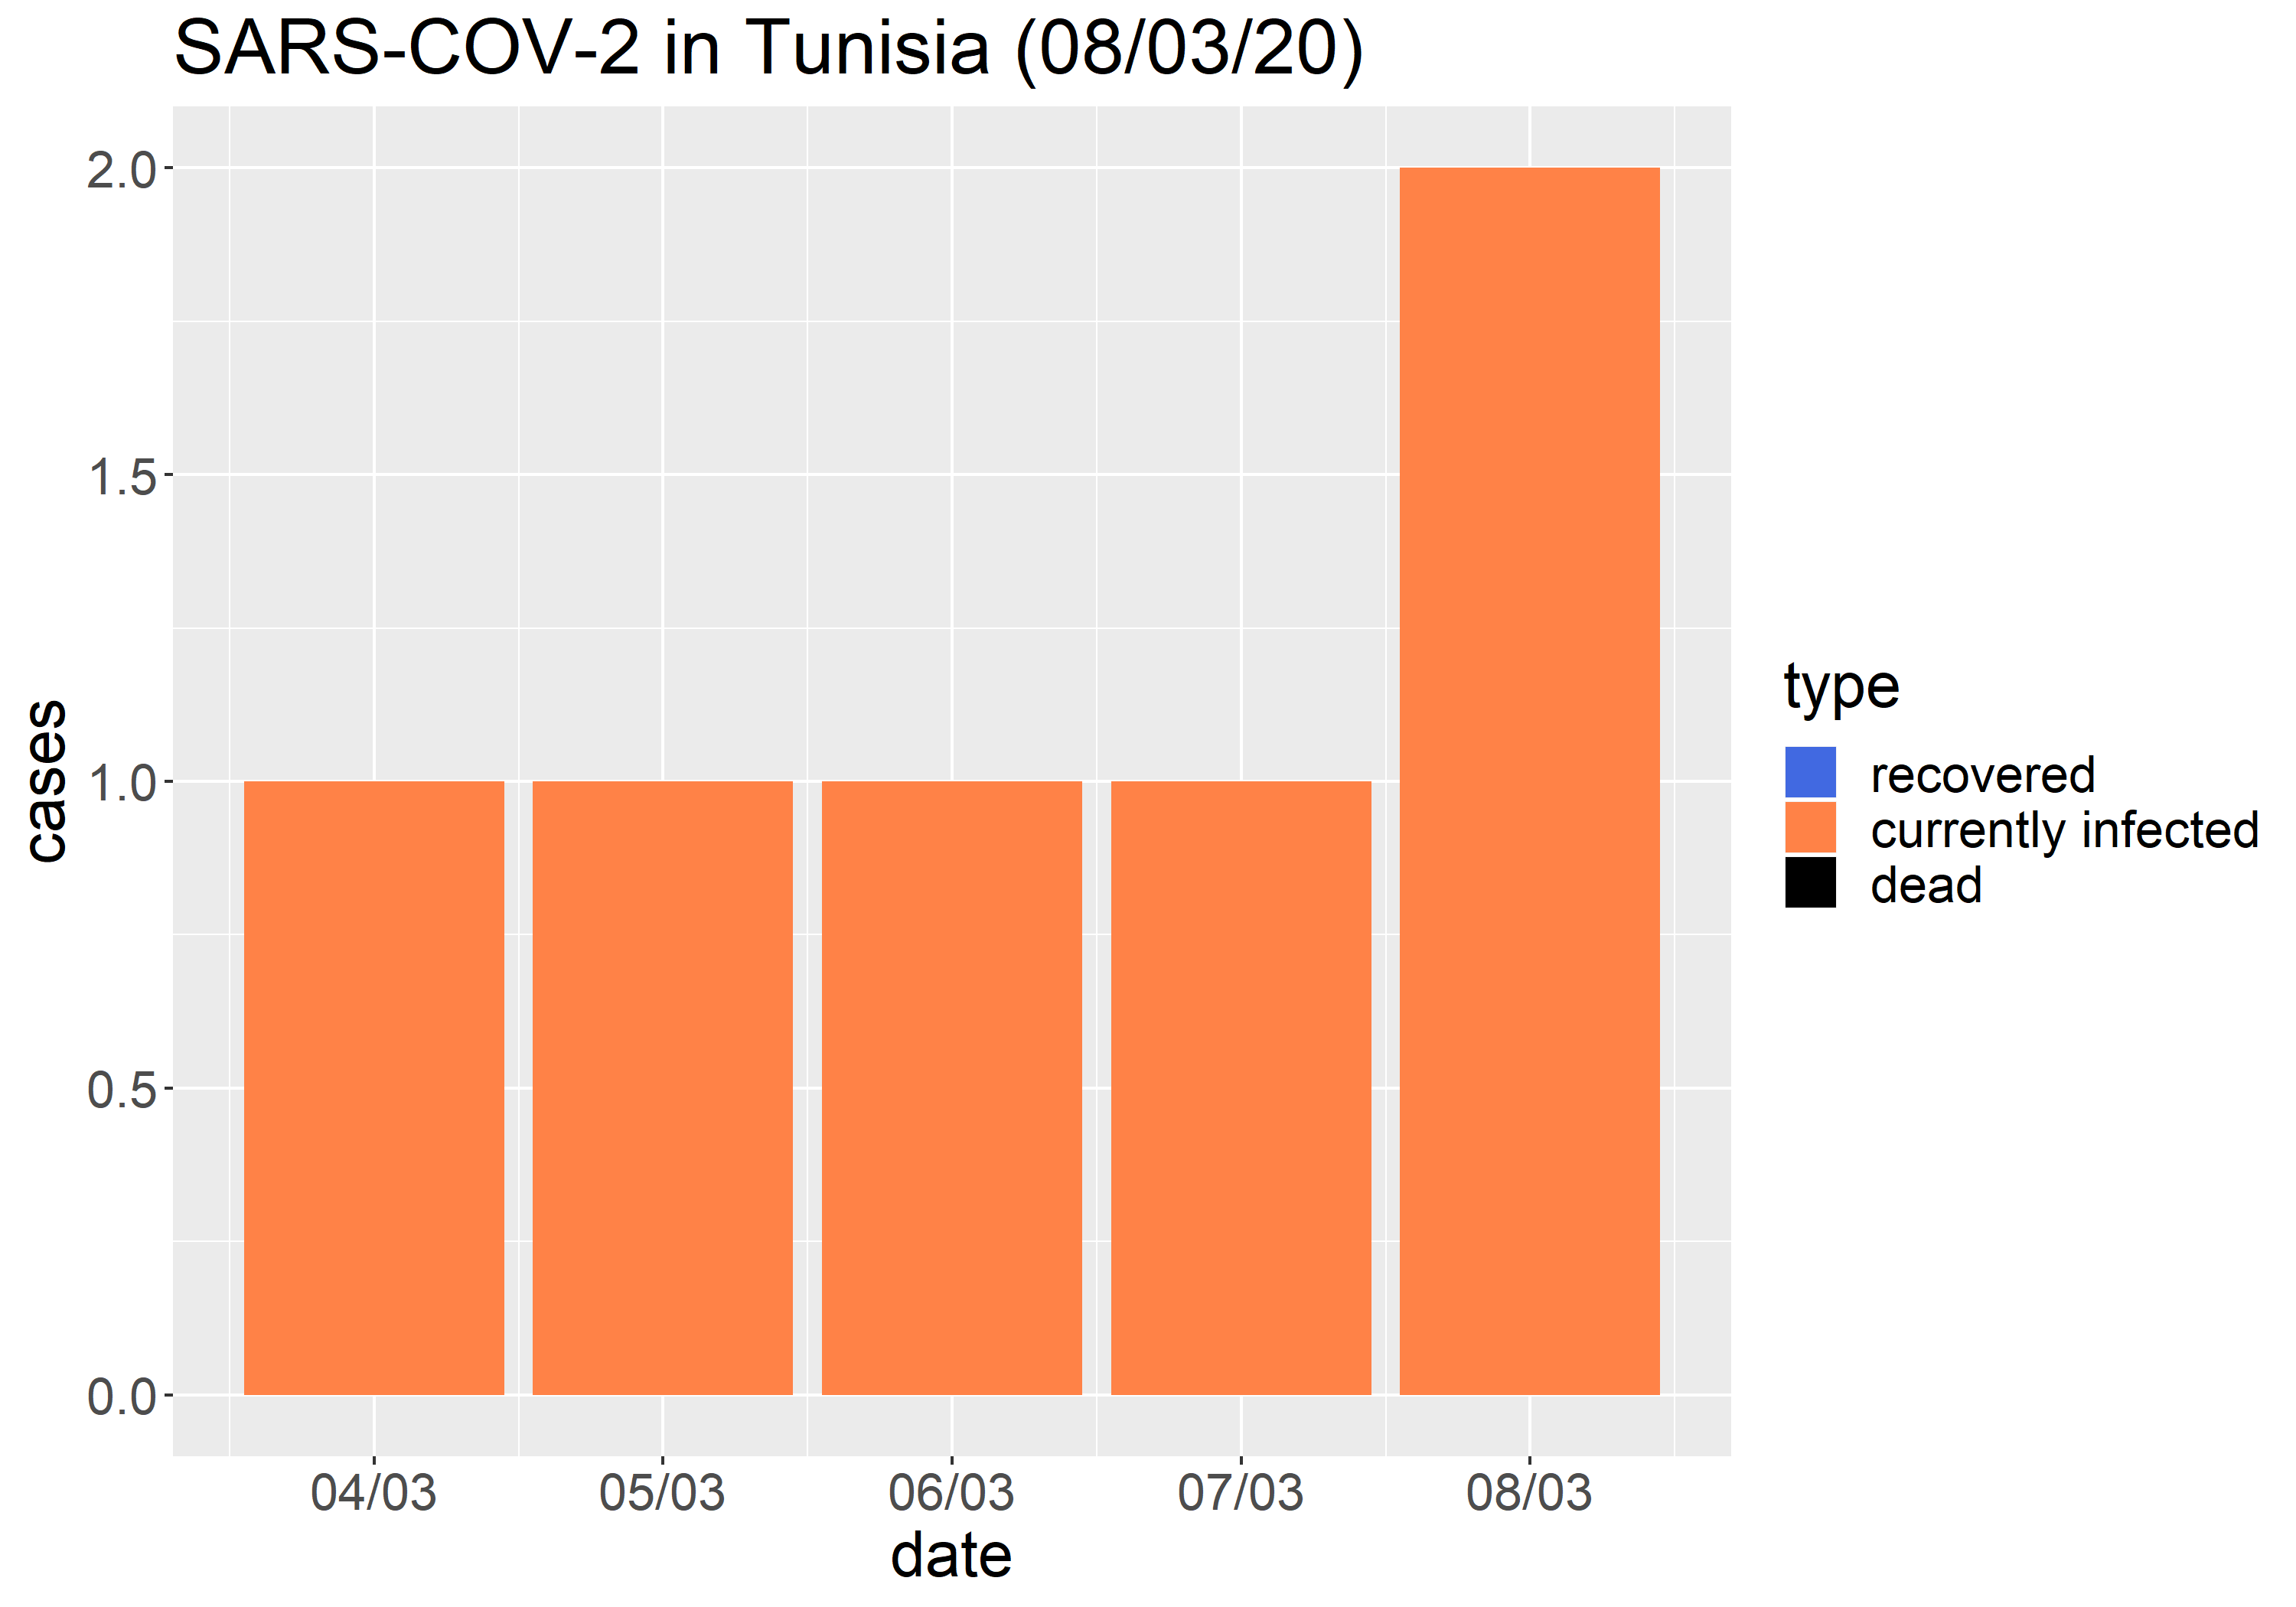 SARS-COV-2 in Tunisia (08/03/20)
cases
2.0
1.5
1.0
0.5
0.0
04/03 05/03 06/03 07/03 08/03
date
type
recovered
currently infected
dead